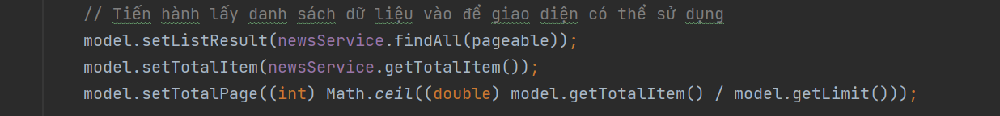 // Tiến hành lấy danh sách dữ liệu vào để giao diện có thể sử dụng
model.setListResult(newsService.findAll(pageable));
model.setTotalItem(newsService.getTotalItem());
model.setTotalPage((int) Math.ceil((double) model.getTotalItem() / model.getLimit()));